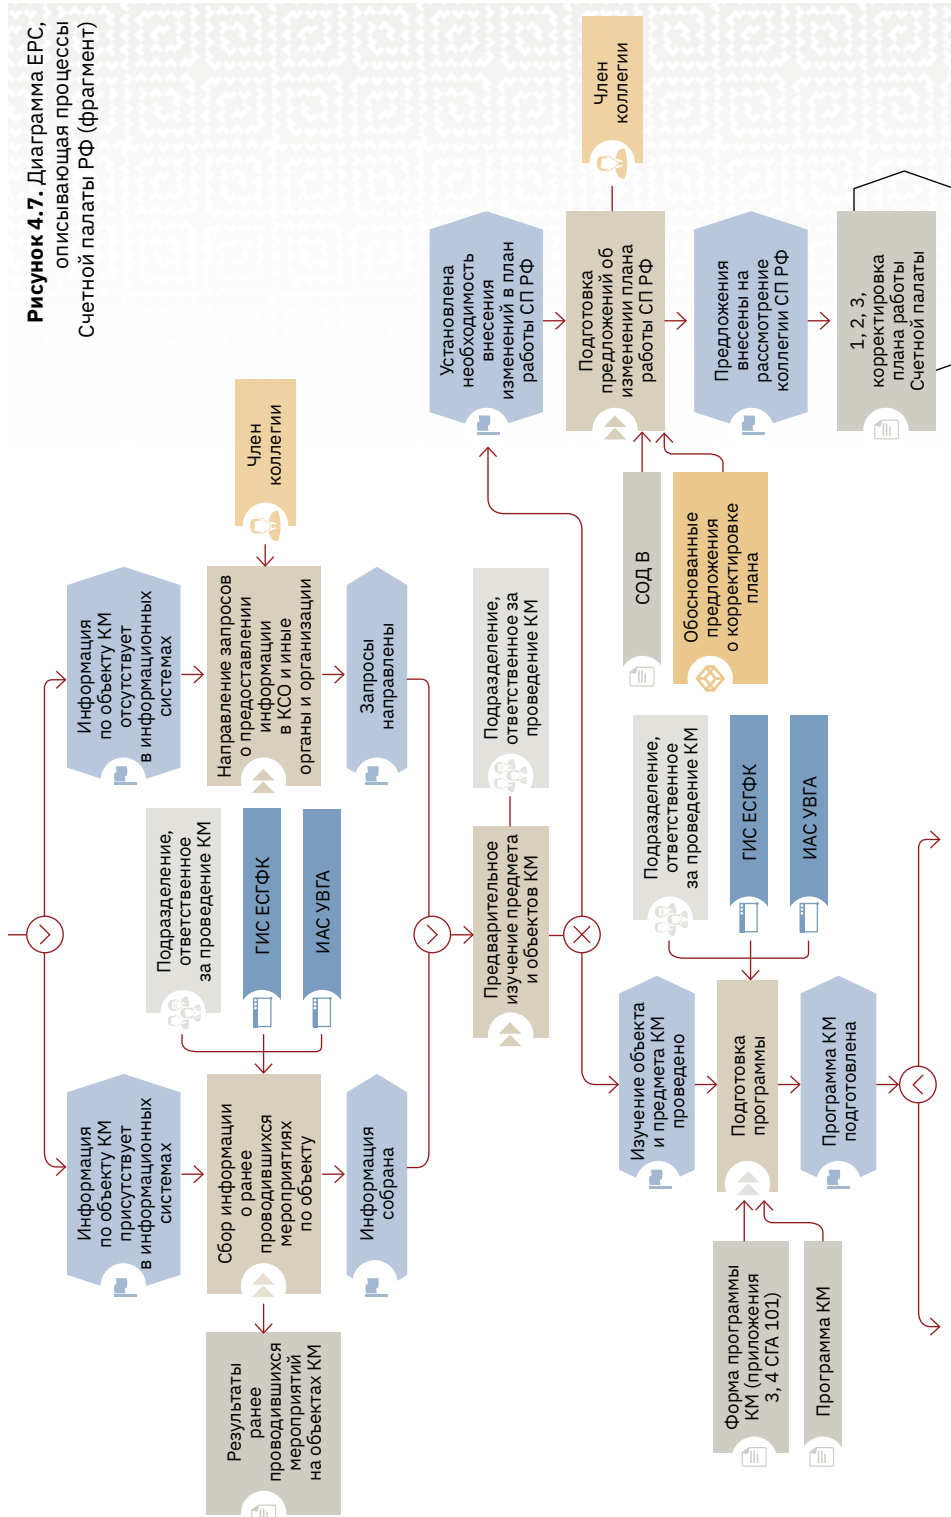 Рисунок 4.7. Диаграмма EPC,
описывающая процессы
Счетной палаты РФ (фрагмент)
Информация
по объекту КМ
присутствует
в информационных
системах
Информация
по объекту КМ
отсутствует
в информационных
системах
Результаты
ранее
проводившихся
мероприятий
на объектах КМ
Сбор информации
о ранее
проводившихся
мероприятиях
по объекту
Подразделение,
ответственное
за проведение КМ
ГИС ЕСГФК
ИАС УВГА
Направление запросов
о предоставлении
информации
в КСО и иные
органы и организации
Член
коллегии
Информация
собрана
Запросы
направлены
Предварительное
изучение предмета
и объектов КМ
Подразделение,
ответственное за
проведение КМ
Установлена
необходимость
внесения
изменений в план
работы СП РФ
Подготовка
предложений об
изменении плана
работы СП РФ
Член
коллегии
СОД В
Обоснованные
предложения
о корректировке
плана
Предложения
внесены на
рассмотрение
коллегии СП РФ
1, 2, 3,
корректировка
плана работы
Счетной палаты
Изучение объекта
и предмета КМ
проведено
Подготовка
программы
Подразделение,
ответственное
за проведение КМ
ГИС ЕСГФК
ИАС УВГА
Форма программы
КМ (приложения
3, 4 СГА 101)
Программа КМ
Программа КМ
подготовлена